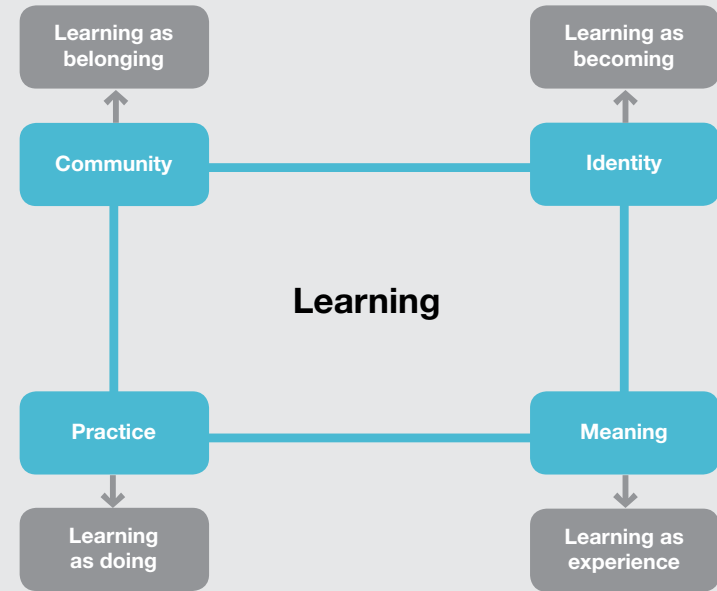 Learning as
belonging
Learning as
becoming
Community
Identity
Learning
Practice
Meaning
Learning
as doing
Learning as
experience